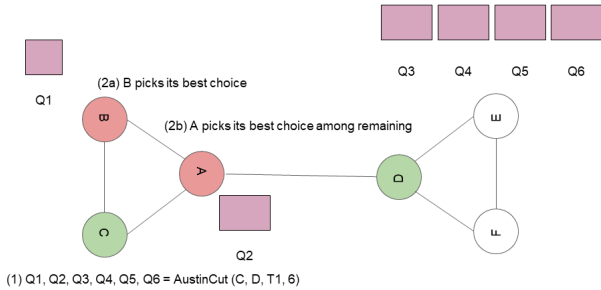 Q3 Q4 Q5 Q6
Q1
(2a) B picks its best choice
B
(2b) A picks its best choice among remaining
E
A
D
C
F
Q2
(1) Q1, Q2, Q3, Q4, Q5, Q6 = AustinCut (C, D, T1, 6)